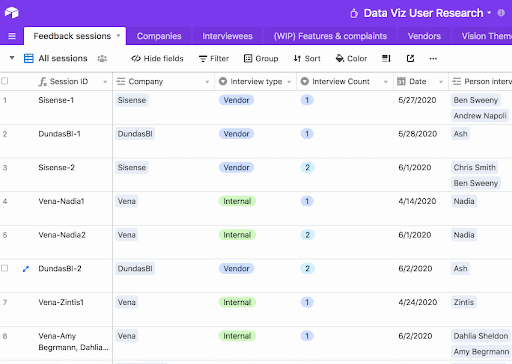 Data Viz User Research
Feedback sessions Companies Interviewees (WIP) Features & complaints Vendors Vision Them
All sessions Hide fields Filter Group Sort Color
Session ID Company Interview type Interview Count Date Person interv
1 Sisense-1 Sisense Vendor 1 5/27/2020 Ben Sweeny
Andrew Napoli
2 DundasBI-1 DundasBI Vendor 1 5/28/2020 Ash
3 Sisense-2 Sisense Vendor 2 6/1/2020 Chris Smith
Ben Sweeny
4 Vena-Nadia1 Vena Internal 1 4/14/2020 Nadia
5 Vena-Nadia2 Vena Internal 2 6/1/2020 Nadia
DundasBI-2 DundasBI Vendor 2 6/2/2020 Ash
7 Vena-Zintis1 Vena Internal 1 4/24/2020 Zintis
8 Vena-Amy Vena Internal 1 6/2/2020 Dahlia Sheldon
Begrmann, Dahlia... Amy Begrmann